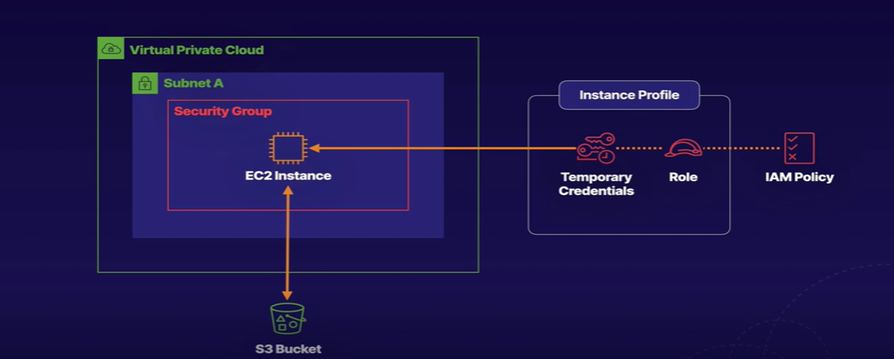 Virtual Private Cloud
Subnet A
Security Group
EC2 Instance
Instance Profile
Temporary
Credentials
Role
IAM Policy
S3 Bucket